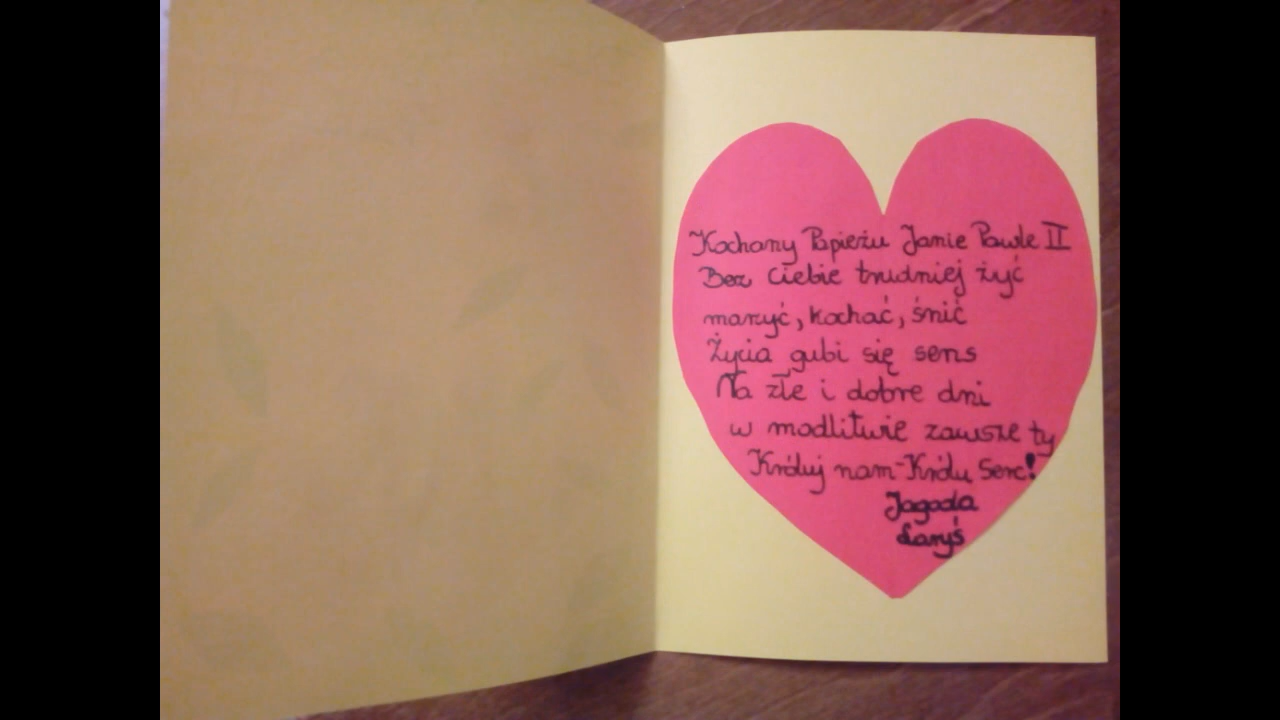 Kochany Papieżu Janie Pawle II
Bez Ciebie trudniej żyć
marzyć, kochać, śnić
Życia gubi się sens
Na złe i dobre dni
w modlitwie zawsze ty
Króluj nam-Królu Serc!
Jagoda
Laryś